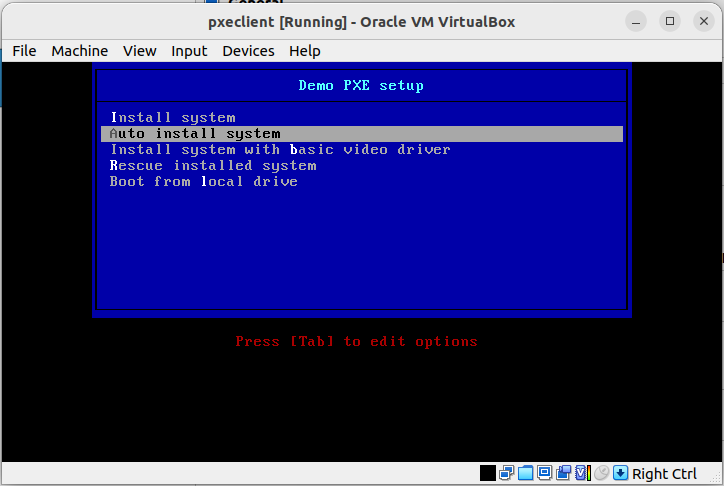 General
pxeclient [Running] - Oracle VM VirtualBox
File Machine View Input Devices Help
Demo PXE setup
Install system
Auto install system
Install system with basic video driver
Rescue installed system
Boot from local drive
Press [Tab] to edit options
Right Ctrl